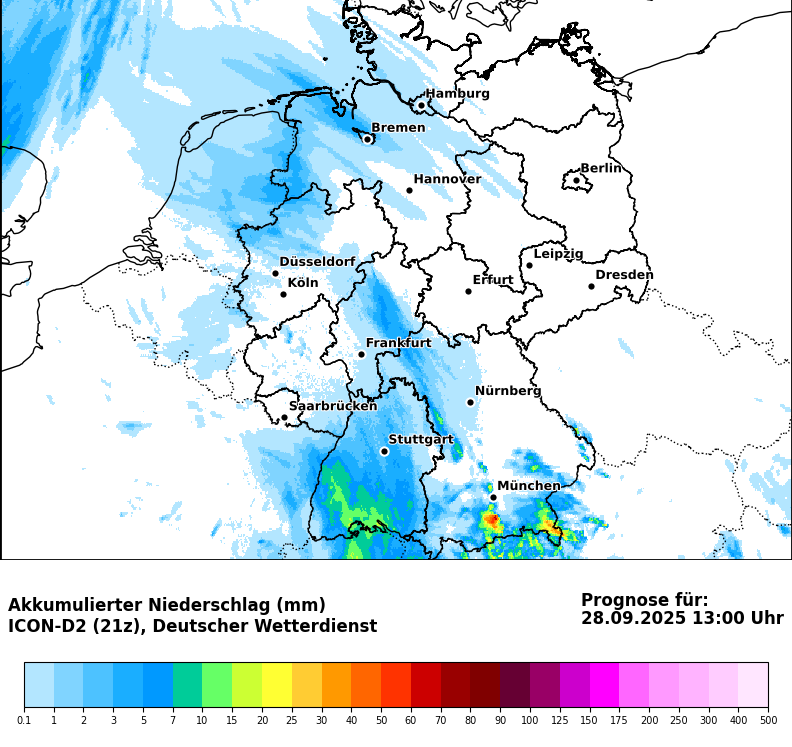 Hamburg
Bremen
Berlin
Hannover
Leipzig
Düsseldorf
Dresden
Köln
Erfurt
Frankfurt
Nürnberg
Saarbrücken
Stuttgart
München
Akkumulierter Niederschlag (mm)
ICON-D2 (21z), Deutscher Wetterdienst
Prognose für:
28.09.2025 13:00 Uhr
0.1 1 2 3 5 7 10 15 20 25 30 40 50 60 70 80 90 100 125 150 175 200 250 300 400 500